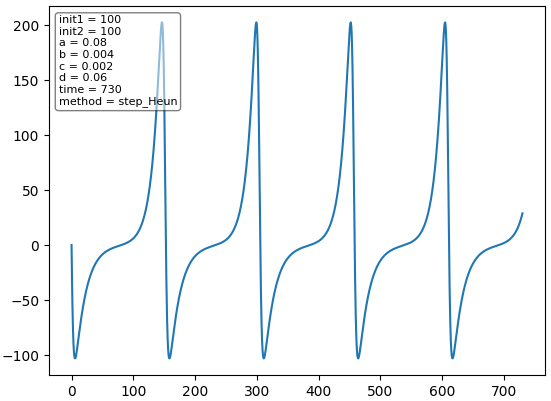 init1 = 100
init2 = 100
a = 0.08
b = 0.004
c = 0.002
d = 0.06
time = 730
method = step_Heun
200
150
100
50
0
−50
−100
0 100 200 300 400 500 600 700